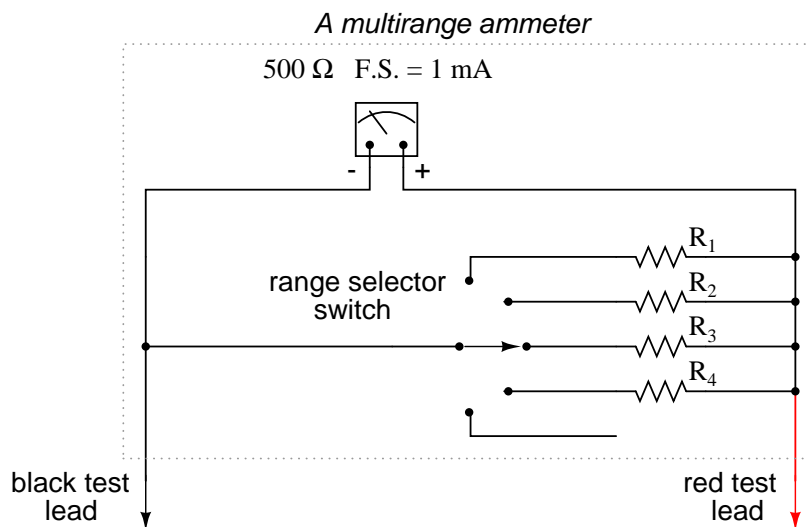 A multirange ammeter
500 Ω F.S. = 1 mA
- +
R1
range selector
switch
R2
R3
R4
black test
lead
red test
lead